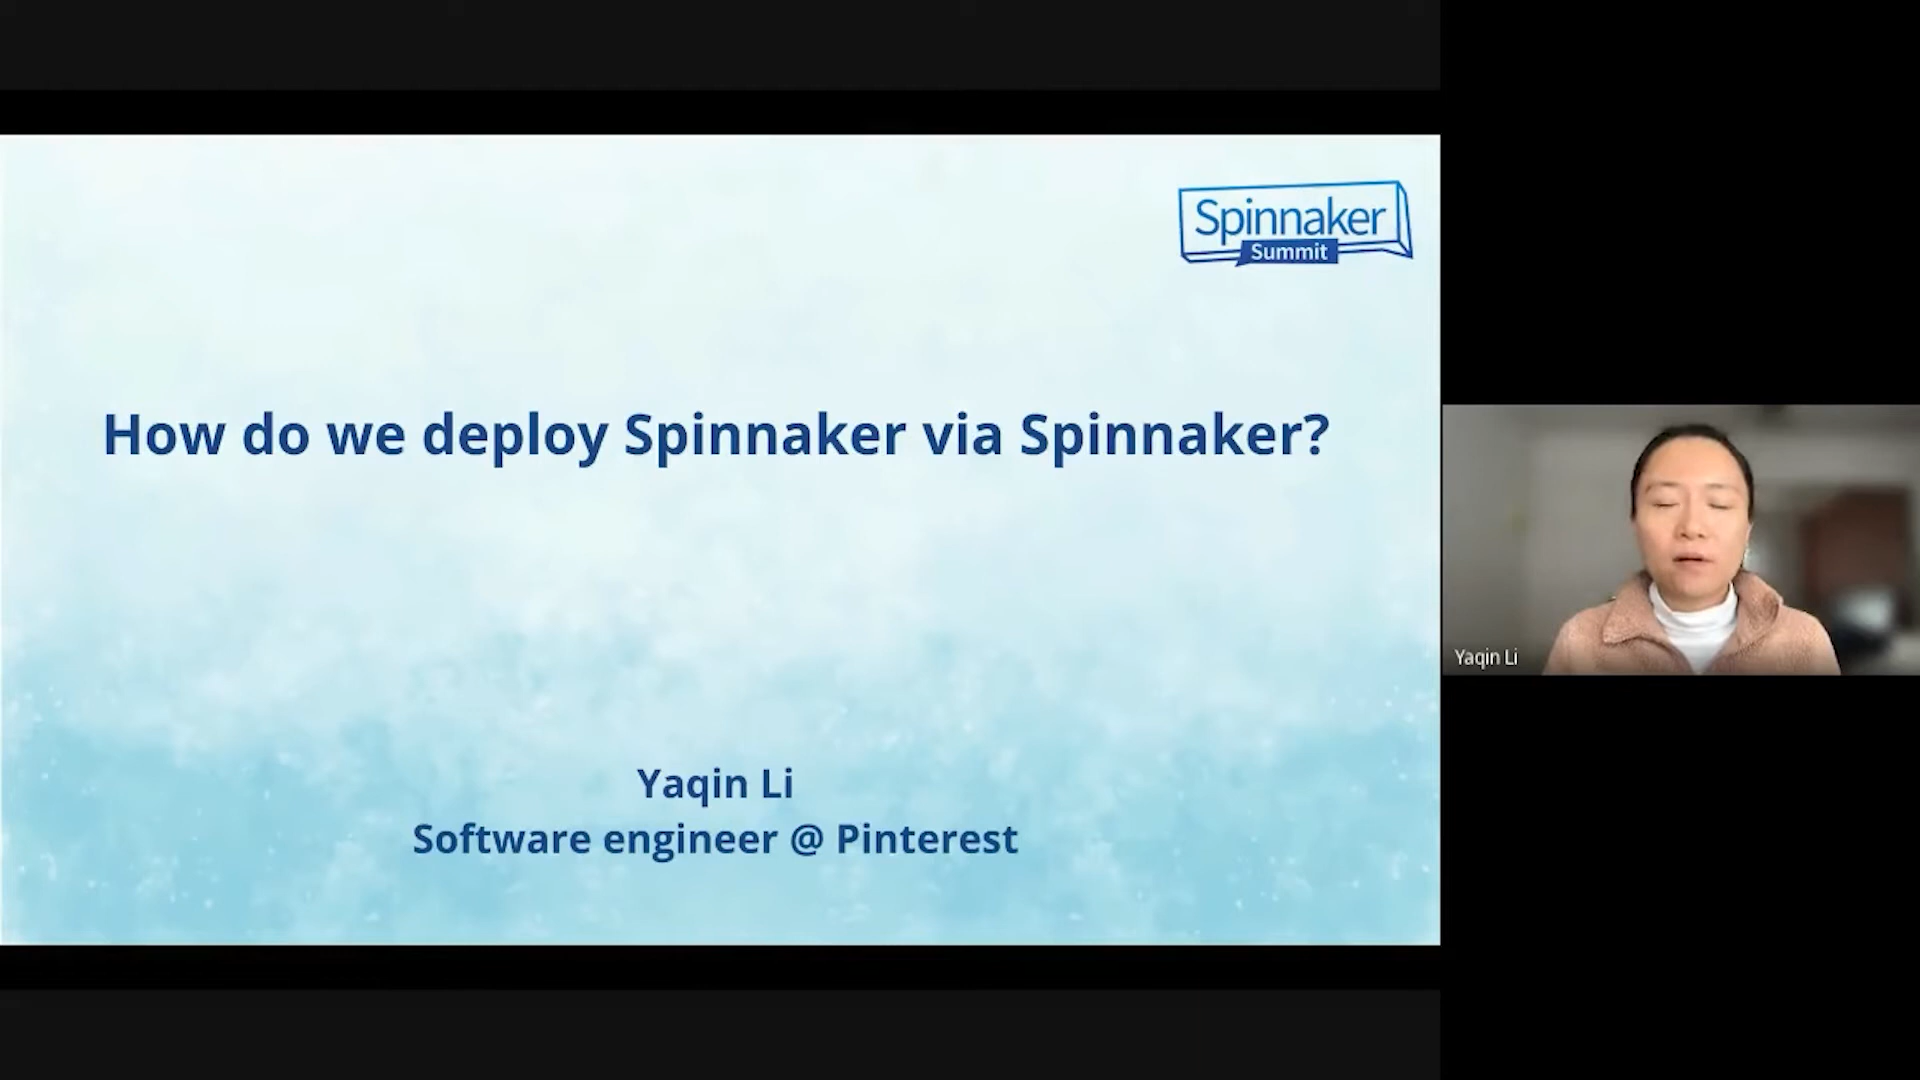 Spinnaker
Summit
How do we deploy Spinnaker via Spinnaker?
Yaqin Li
Software engineer @ Pinterest
Yaqin Li